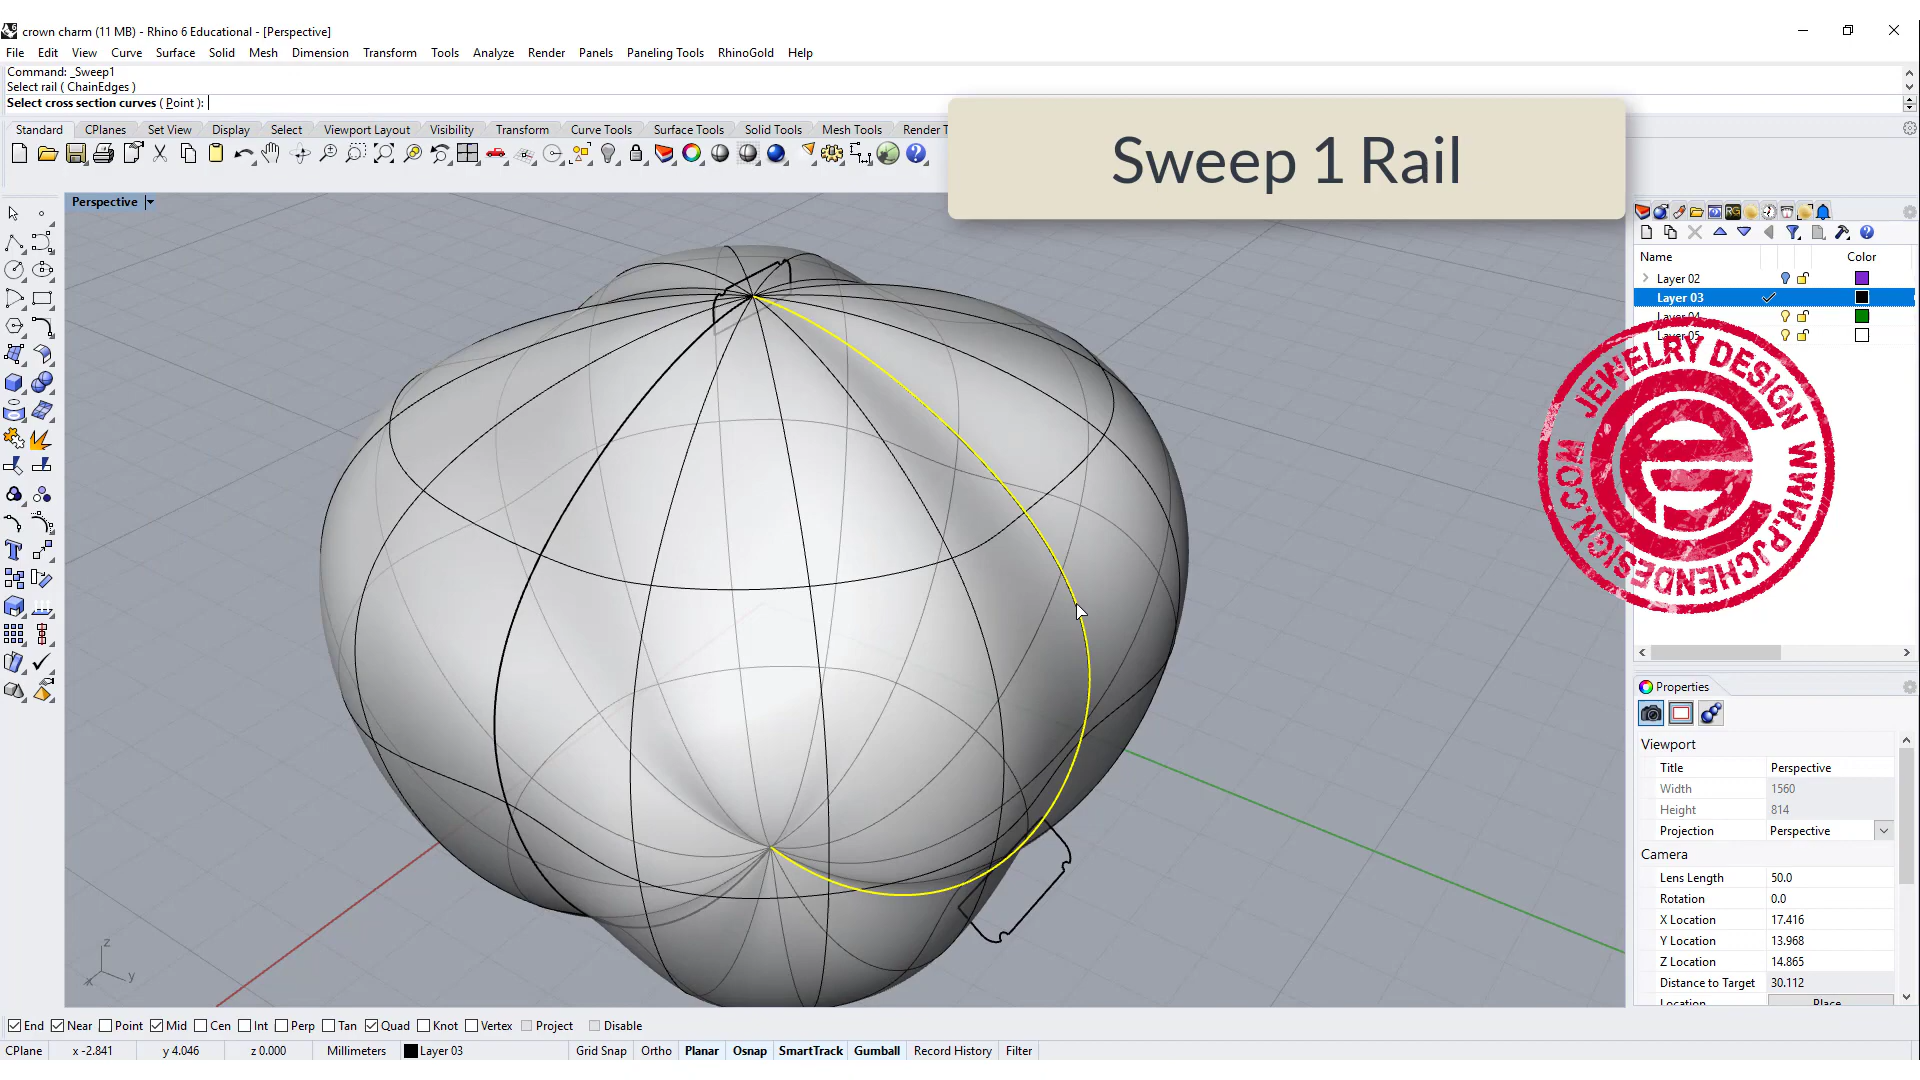 crown charm (11 MB) - Rhino 6 Educational - [Perspective]
File Edit View Curve Surface Solid Mesh Dimension Transform Tools Analyze Render Panels Paneling Tools RhinoGold Help
Command: _Sweep1
Select rail ( ChainEdges )
Select cross section curves ( Point ):
Sweep 1 Rail
Standard CPlanes Set View Display Select Viewport Layout Visibility Transform Curve Tools Surface Tools Solid Tools Mesh Tools Render T
Perspective
Name Color
Layer 02
Layer 03
Layer 04
Layer 05
JEWELRY DESIGN WWW.PJCHENDESIGN.COM
Properties
Viewport
Title Perspective
Width 1560
Height 814
Projection Perspective
Camera
Lens Length 50.0
Rotation 0.0
X Location 17.416
Y Location 13.968
Z Location 14.865
Distance to Target 30.112
Location Place
z
x y
End Near Point Mid Cen Int Perp Tan Quad Knot Vertex Project Disable
CPlane x -2.841 y 4.046 z 0.000 Millimeters Layer 03 Grid Snap Ortho Planar Osnap SmartTrack Gumball Record History Filter